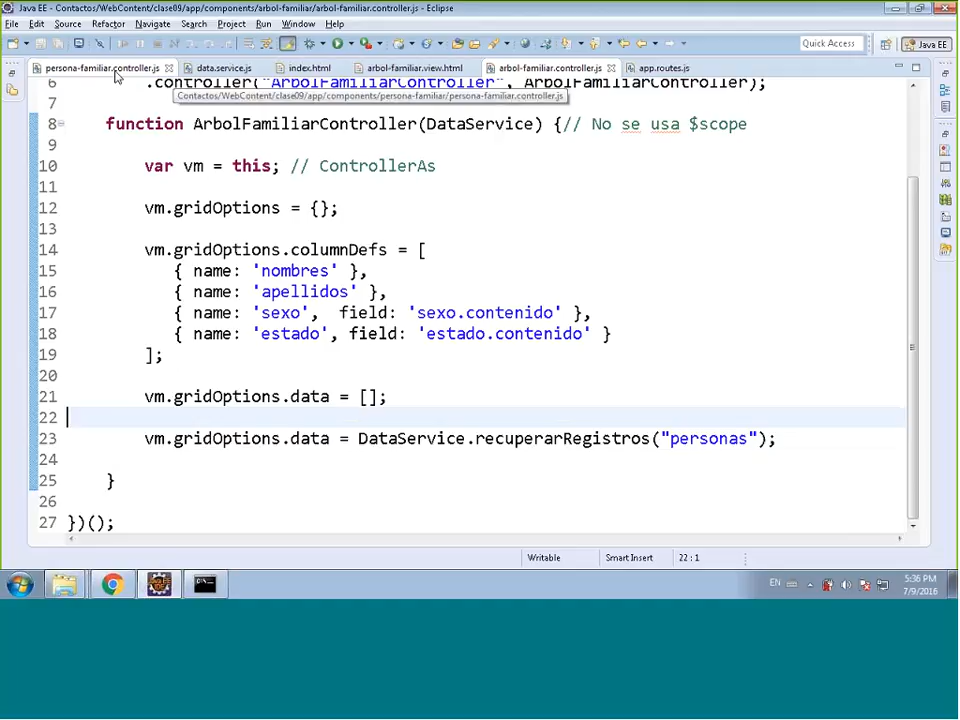 Java EE - Contactos/WebContent/clase09/app/components/arbol-familiar/arbol-familiar.controller.js - Eclipse
File Edit Source Refactor Navigate Search Project Run Window Help
Quick Access Java EE
persona-familiar.controller.js data.service.js index.html arbol-familiar.view.html arbol-familiar.controller.js app.routes.js
6 .controller("ArbolFamiliarController", ArbolFamiliarController);
Contactos/WebContent/clase09/app/components/persona-familiar/persona-familiar.controller.js
7
8 function ArbolFamiliarController(DataService) {// No se usa $scope
9
10 var vm = this; // ControllerAs
11
12 vm.gridOptions = {};
13
14 vm.gridOptions.columnDefs = [
15 { name: 'nombres' },
16 { name: 'apellidos' },
17 { name: 'sexo', field: 'sexo.contenido' },
18 { name: 'estado', field: 'estado.contenido' }
19 ];
20
21 vm.gridOptions.data = [];
22
23 vm.gridOptions.data = DataService.recuperarRegistros("personas");
24
25 }
26
27 })();
Writable Smart Insert 22 : 1
EN 5:36 PM
7/9/2016